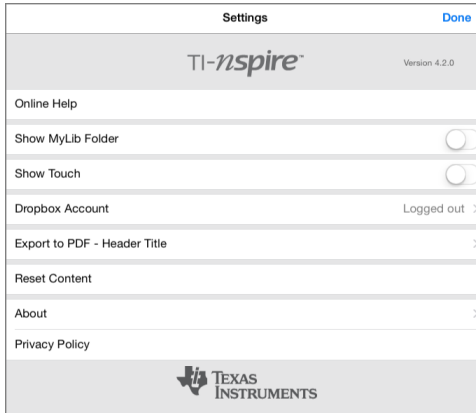 Settings
Done
TI-nspire™
Version 4.2.0
Online Help
Show MyLib Folder
Show Touch
Dropbox Account
Logged out
Export to PDF - Header Title
Reset Content
About
Privacy Policy
TEXAS
INSTRUMENTS